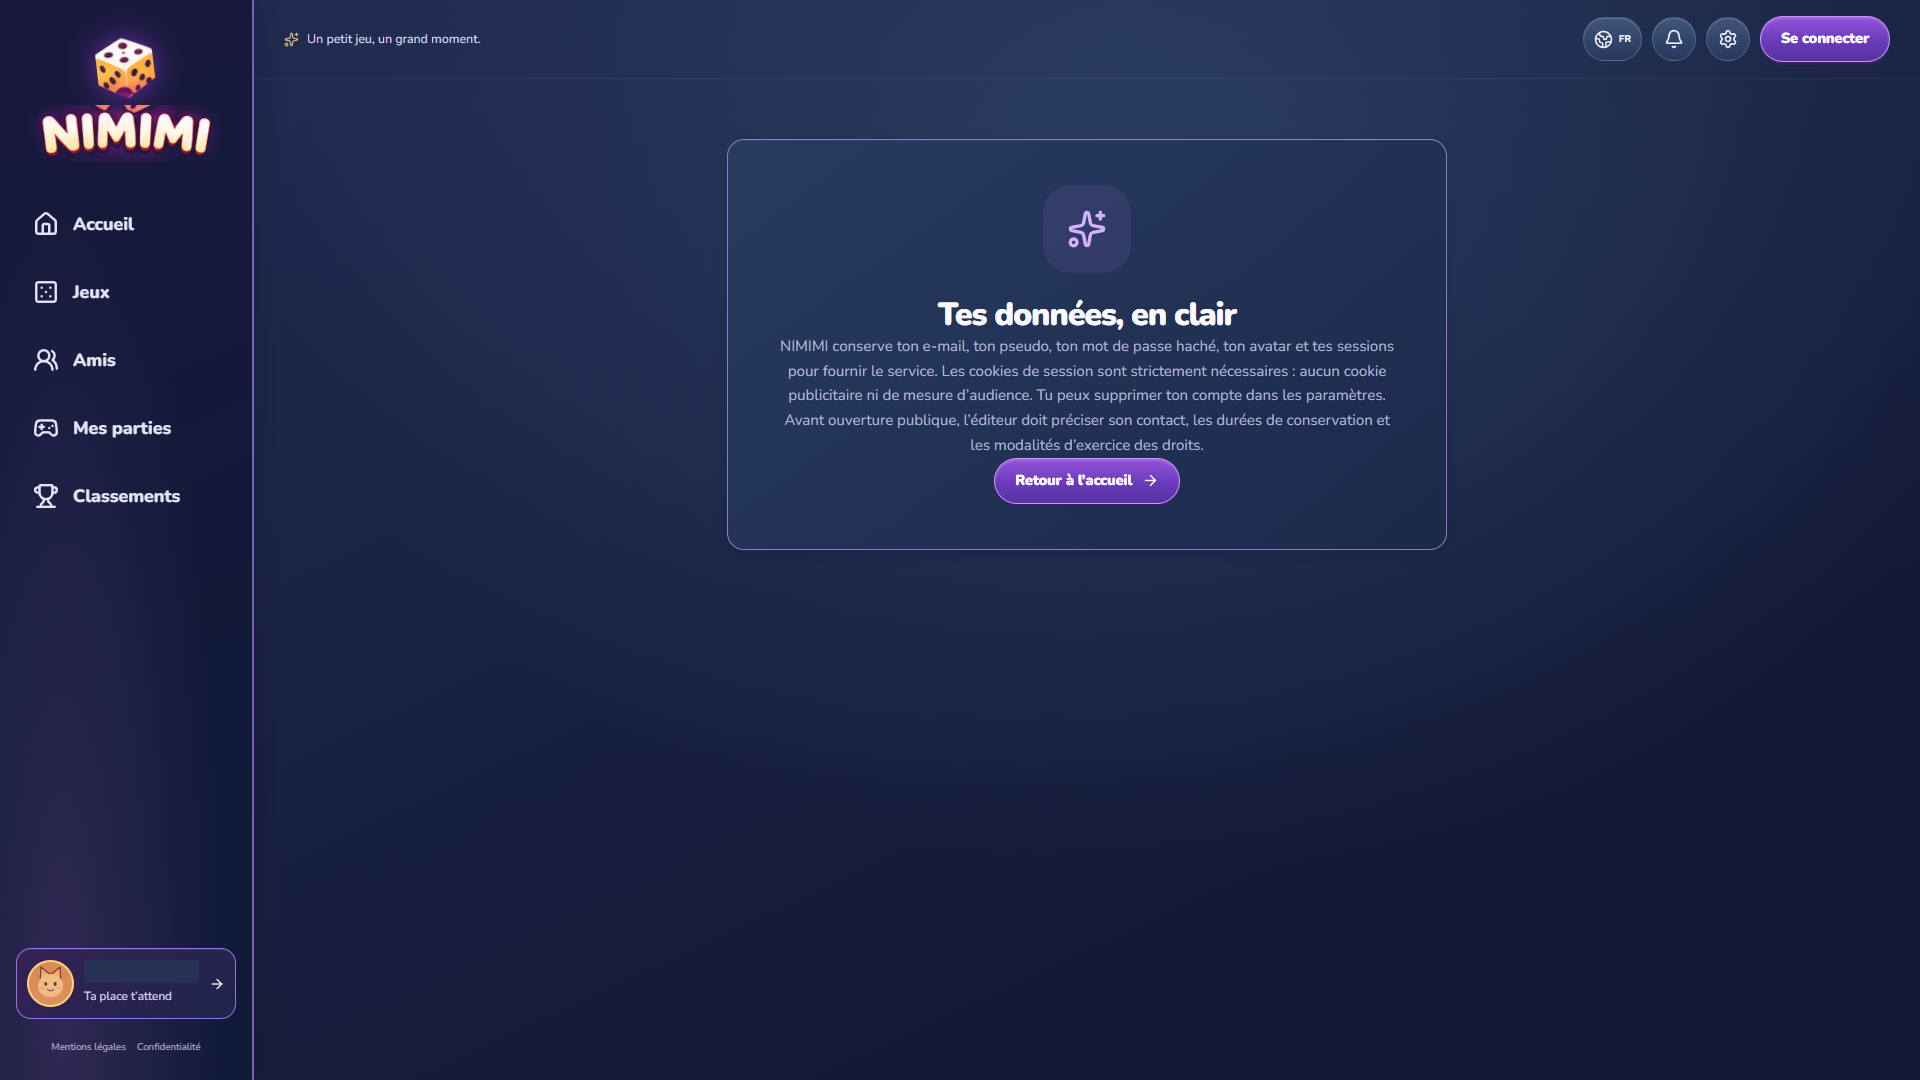 NIMIMI
Accueil
Jeux
Amis
Mes parties
Classements
Ta place t’attend
Mentions légales Confidentialité
Un petit jeu, un grand moment.
FR
Se connecter
Tes données, en clair
NIMIMI conserve ton e-mail, ton pseudo, ton mot de passe haché, ton avatar et tes sessions
pour fournir le service. Les cookies de session sont strictement nécessaires : aucun cookie
publicitaire ni de mesure d’audience. Tu peux supprimer ton compte dans les paramètres.
Avant ouverture publique, l’éditeur doit préciser son contact, les durées de conservation et
les modalités d’exercice des droits.
Retour à l’accueil